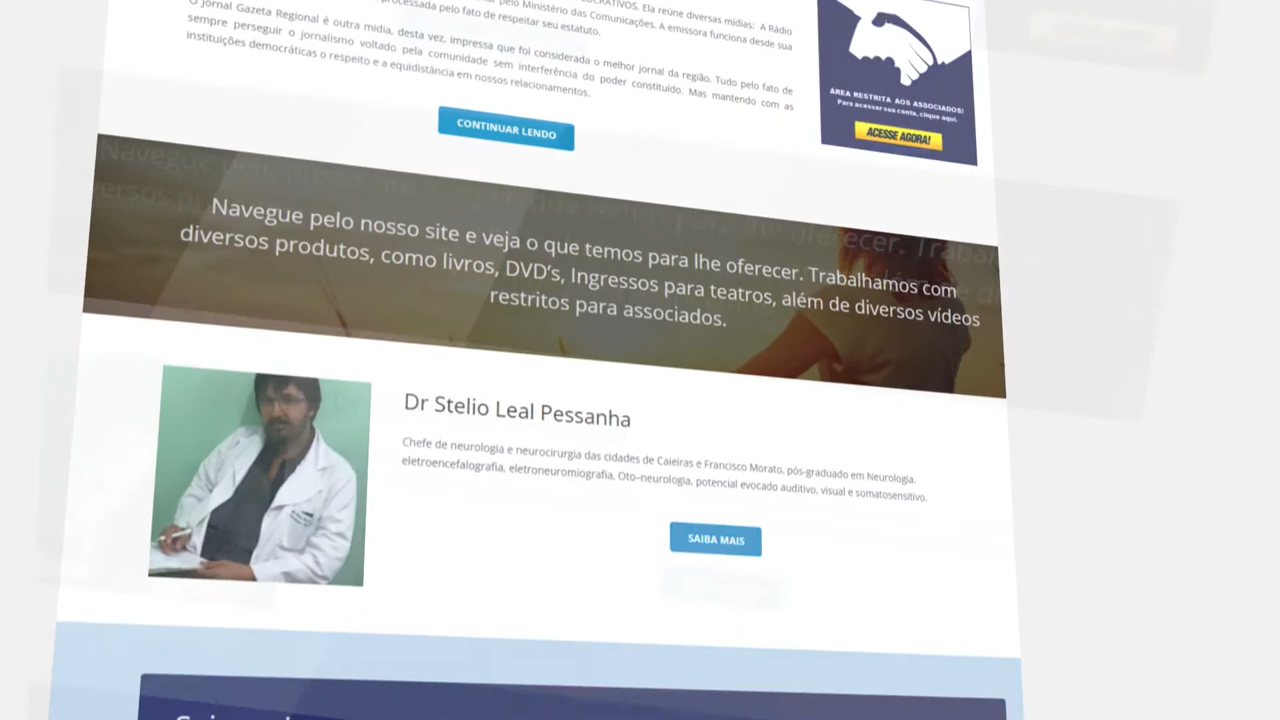 pelo Ministério das Comunicações. Ela reúne diversas mídias: A Rádio
pelo fato de respeitar seu estatuto. A emissora funciona desde sua
O Jornal Gazeta Regional é outra mídia, desta vez, impressa que foi considerada o melhor jornal da região. Tudo pelo fato de
sempre perseguir o jornalismo voltado pela comunidade sem interferência do poder constituído. Mas mantendo com as
instituições democráticas o respeito e a equidistância em nossos relacionamentos.
CONTINUAR LENDO
ÁREA RESTRITA AOS ASSOCIADOS!
Para acessar sua conta, clique aqui.
ACESSE AGORA!
Navegue pelo nosso site e veja o que temos para lhe oferecer. Trabalhamos com
diversos produtos, como livros, DVD's, Ingressos para teatros, além de diversos vídeos
restritos para associados.
Dr Stelio Leal Pessanha
Chefe de neurologia e neurocirurgia das cidades de Caieiras e Francisco Morato, pós-graduado em Neurologia.
eletroencefalografia, eletroneuromiografia, Oto–neurologia, potencial evocado auditivo, visual e somatosensitivo.
SAIBA MAIS